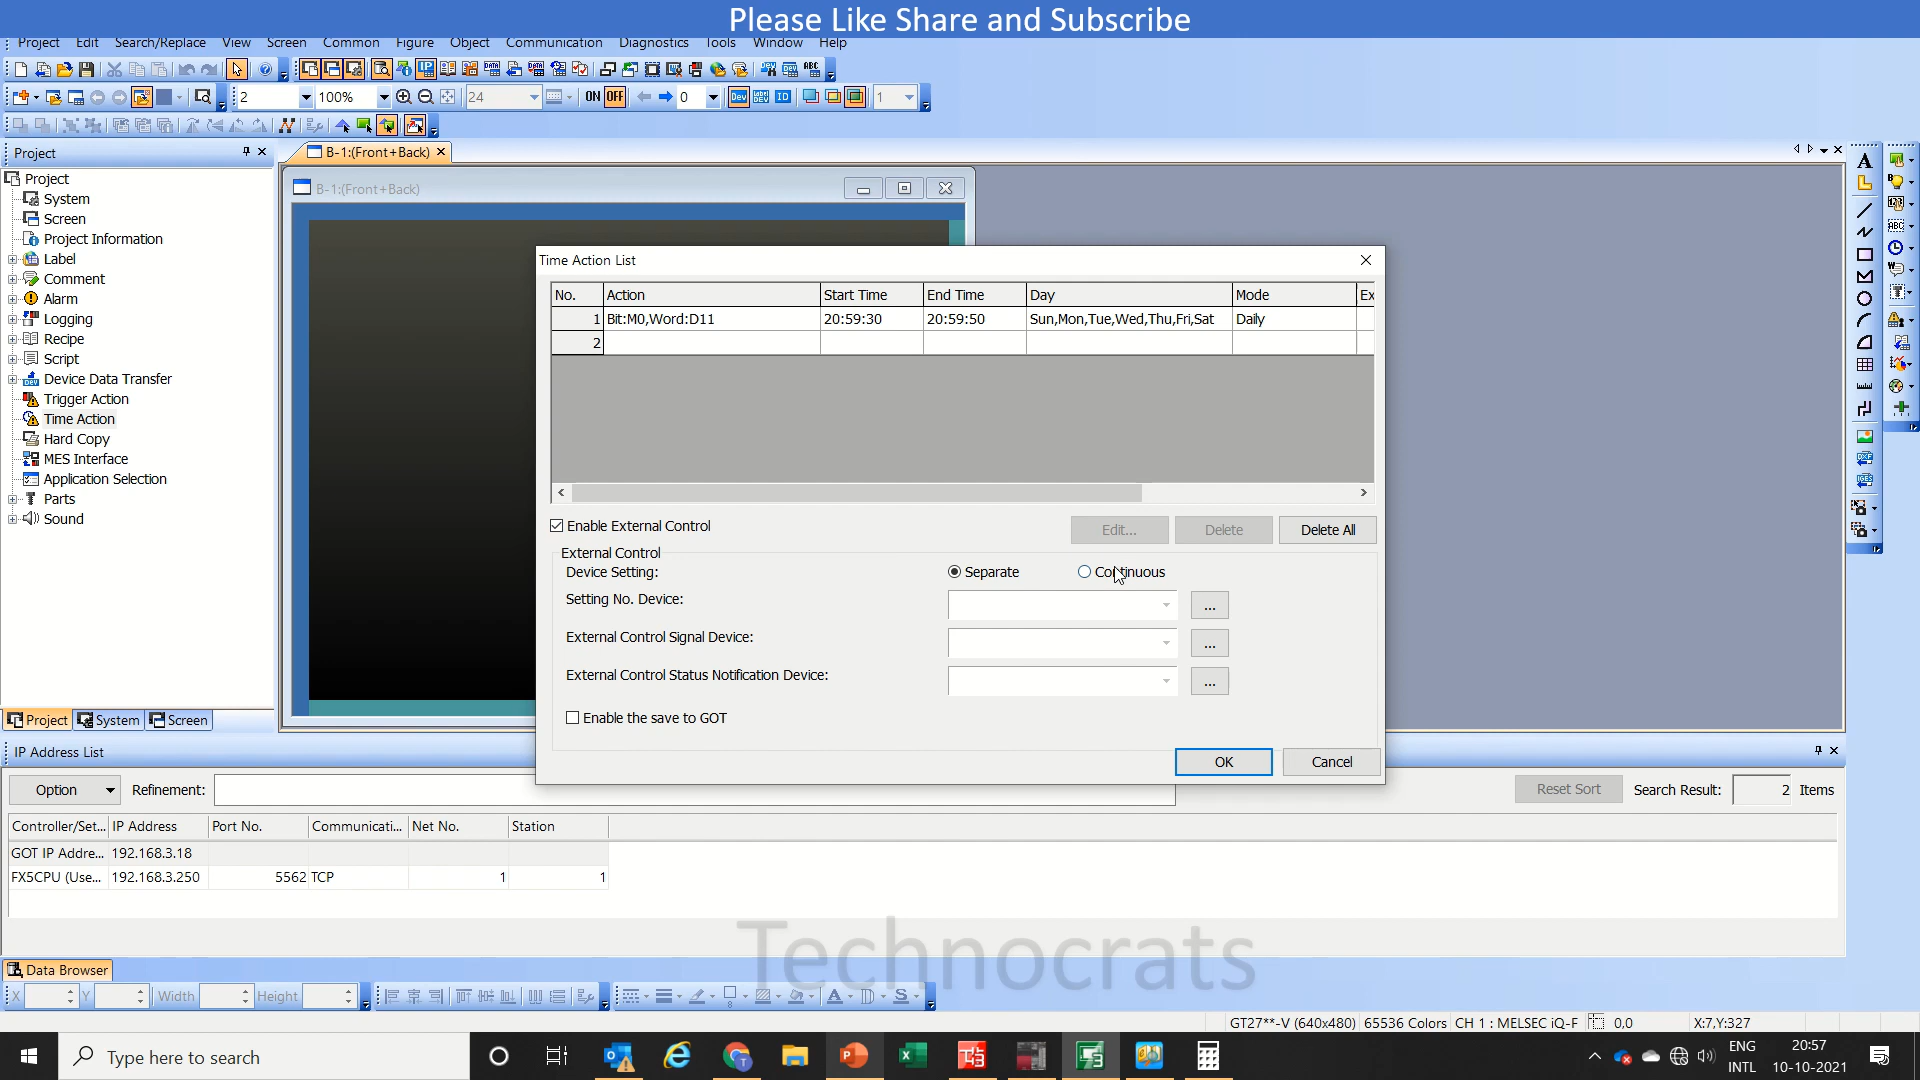 Please Like Share and Subscribe
Project Edit Search/Replace View Screen Common Figure Object Communication Diagnostics Tools Window Help
2 100% 24 ON OFF 0 Dev ID 1
Project
B-1:(Front+Back)
B-1:(Front+Back)
Project
System
Screen
Project Information
Label
Comment
Alarm
Logging
Recipe
Script
Device Data Transfer
Trigger Action
Time Action
Hard Copy
MES Interface
Application Selection
Parts
Sound
Project System Screen
Time Action List
No. Action Start Time End Time Day Mode Ex
1 Bit:M0,Word:D11 20:59:30 20:59:50 Sun,Mon,Tue,Wed,Thu,Fri,Sat Daily
2
Enable External Control
Edit... Delete Delete All
External Control
Device Setting: Separate Continuous
Setting No. Device: ...
External Control Signal Device: ...
External Control Status Notification Device: ...
Enable the save to GOT
OK Cancel
IP Address List
Option Refinement: Reset Sort Search Result: 2 Items
Controller/Set... IP Address Port No. Communicati... Net No. Station
GOT IP Addre... 192.168.3.18
FX5CPU (Use... 192.168.3.250 5562 TCP 1 1
Technocrats
Data Browser
X Y Width Height
GT27**-V (640x480) 65536 Colors CH 1 : MELSEC iQ-F 0,0 X:7,Y:327
Type here to search
ENG
INTL
20:57
10-10-2021